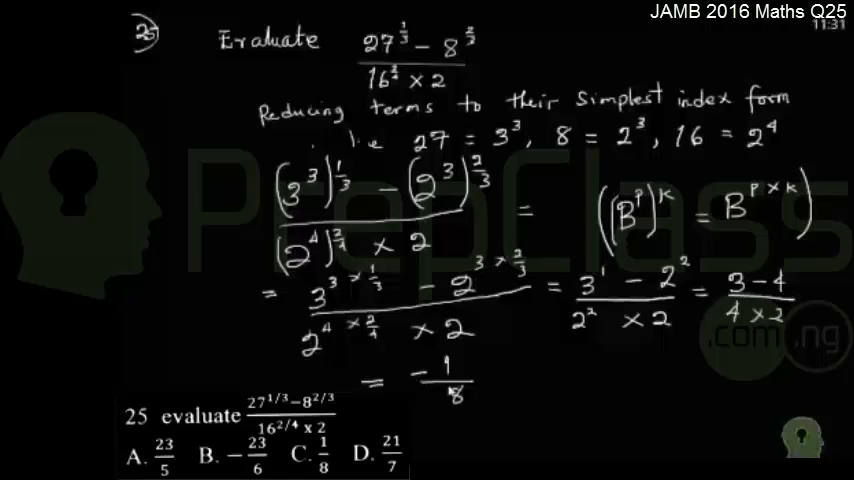 JAMB 2016 Maths Q25
11:31
25 Evaluate (27^(1/3) − 8^(2/3)) / (16^(2/4) × 2)
Reducing terms to their simplest index form
i.e 27 = 3^3, 8 = 2^3, 16 = 2^4
((3^3)^(1/3) − (2^3)^(2/3)) / ((2^4)^(2/4) × 2) = ((B^P)^K = B^(P×K))
= (3^(3×1/3) − 2^(3×2/3)) / (2^(4×2/4) × 2) = (3^1 − 2^2) / (2^2 × 2) = (3−4) / (4×2)
= −1/8
25 evaluate (27^(1/3)−8^(2/3)) / (16^(2/4) x 2)
A. 23/5 B. −23/6 C. 1/8 D. 21/7
PrepClass
.com.ng